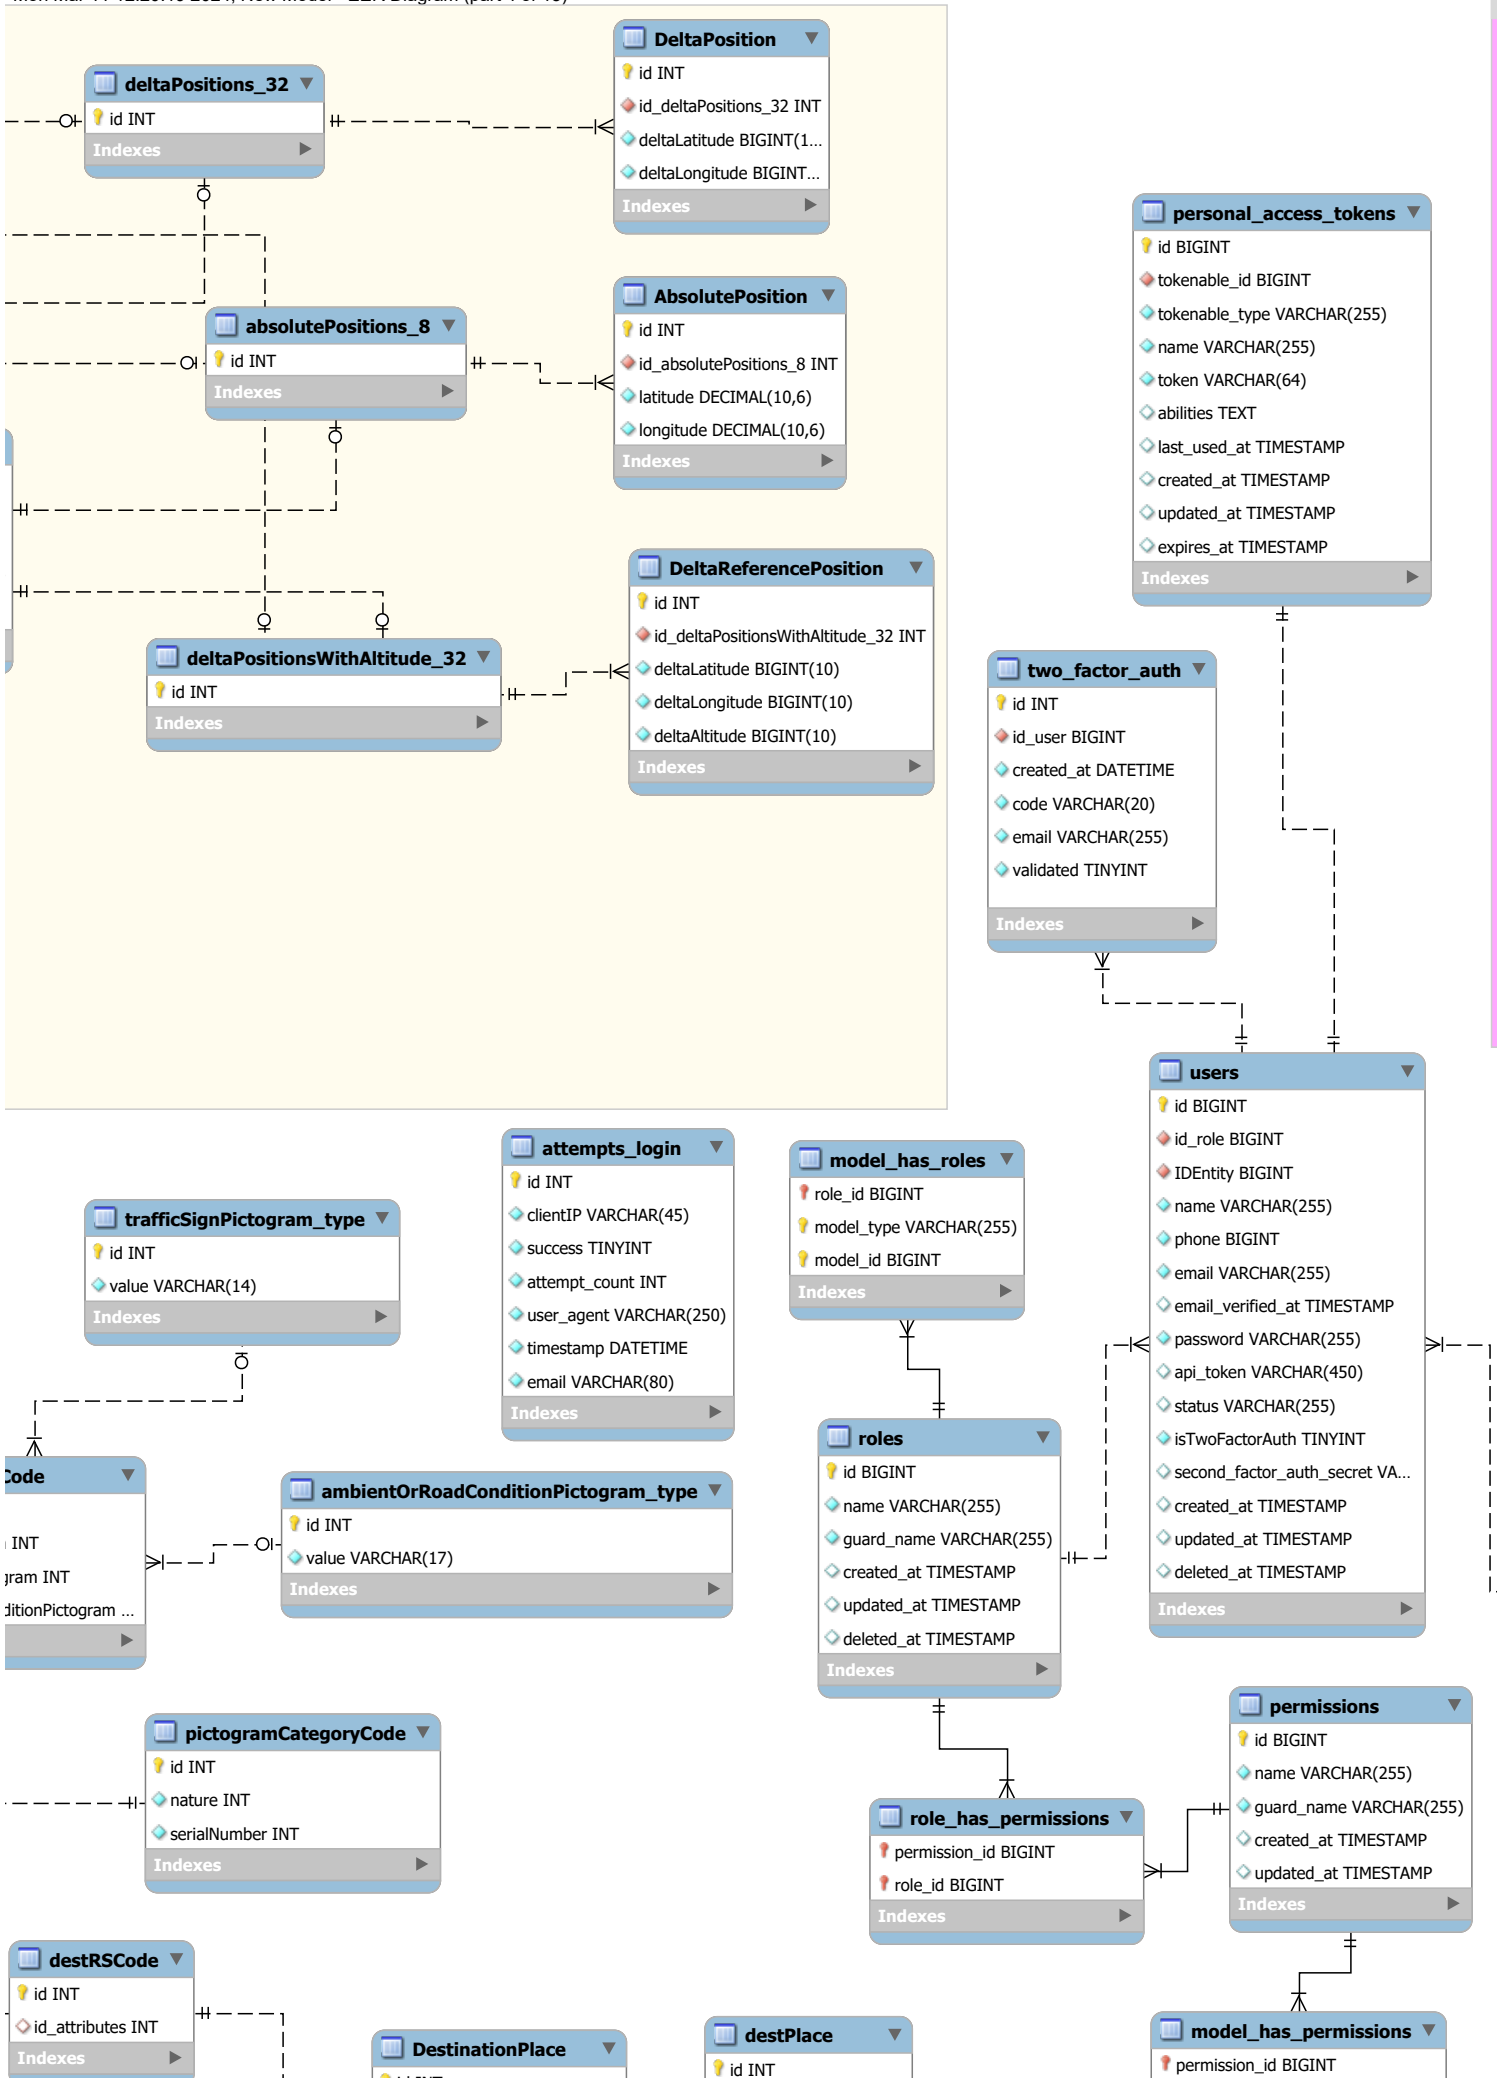 deltaPositions_32
id INT
Indexes
DeltaPosition
id INT
id_deltaPositions_32 INT
deltaLatitude BIGINT(1...
deltaLongitude BIGINT...
Indexes
personal_access_tokens
id BIGINT
tokenable_id BIGINT
tokenable_type VARCHAR(255)
name VARCHAR(255)
token VARCHAR(64)
abilities TEXT
last_used_at TIMESTAMP
created_at TIMESTAMP
updated_at TIMESTAMP
expires_at TIMESTAMP
Indexes
absolutePositions_8
id INT
Indexes
AbsolutePosition
id INT
id_absolutePositions_8 INT
latitude DECIMAL(10,6)
longitude DECIMAL(10,6)
Indexes
deltaPositionsWithAltitude_32
id INT
Indexes
DeltaReferencePosition
id INT
id_deltaPositionsWithAltitude_32 INT
deltaLatitude BIGINT(10)
deltaLongitude BIGINT(10)
deltaAltitude BIGINT(10)
Indexes
two_factor_auth
id INT
id_user BIGINT
created_at DATETIME
code VARCHAR(20)
email VARCHAR(255)
validated TINYINT
Indexes
users
id BIGINT
id_role BIGINT
IDEntity BIGINT
name VARCHAR(255)
phone BIGINT
email VARCHAR(255)
email_verified_at TIMESTAMP
password VARCHAR(255)
api_token VARCHAR(450)
status VARCHAR(255)
isTwoFactorAuth TINYINT
second_factor_auth_secret VA...
created_at TIMESTAMP
updated_at TIMESTAMP
deleted_at TIMESTAMP
Indexes
attempts_login
id INT
clientIP VARCHAR(45)
success TINYINT
attempt_count INT
user_agent VARCHAR(250)
timestamp DATETIME
email VARCHAR(80)
Indexes
model_has_roles
role_id BIGINT
model_type VARCHAR(255)
model_id BIGINT
Indexes
trafficSignPictogram_type
id INT
value VARCHAR(14)
Indexes
Code
INT
gram INT
ditionPictogram ...
ambientOrRoadConditionPictogram_type
id INT
value VARCHAR(17)
Indexes
roles
id BIGINT
name VARCHAR(255)
guard_name VARCHAR(255)
created_at TIMESTAMP
updated_at TIMESTAMP
deleted_at TIMESTAMP
Indexes
pictogramCategoryCode
id INT
nature INT
serialNumber INT
Indexes
permissions
id BIGINT
name VARCHAR(255)
guard_name VARCHAR(255)
created_at TIMESTAMP
updated_at TIMESTAMP
Indexes
role_has_permissions
permission_id BIGINT
role_id BIGINT
Indexes
destRSCode
id INT
id_attributes INT
Indexes
DestinationPlace
destPlace
id INT
model_has_permissions
permission_id BIGINT